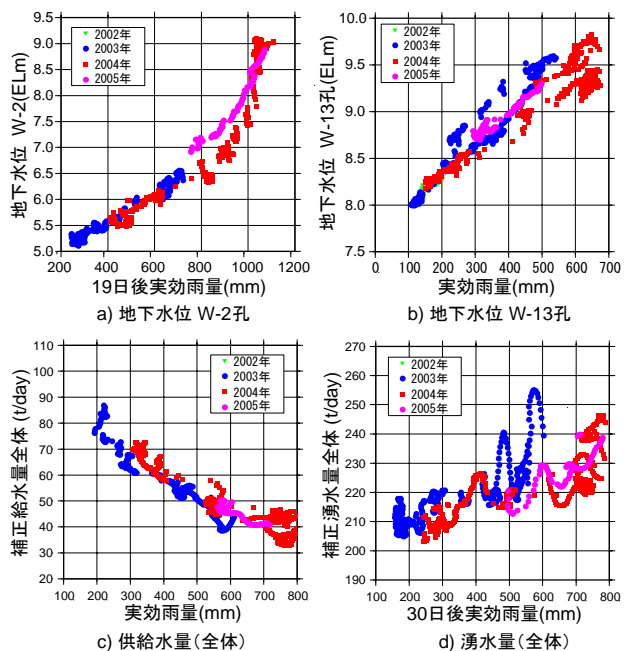 地下水位 W-2(ELm)
9.5
9.0
8.5
8.0
7.5
7.0
6.5
6.0
5.5
5.0
2002年
2003年
2004年
2005年
200 400 600 800 1000 1200
19日後実効雨量(mm)
a) 地下水位 W-2孔
地下水位 W-13孔(ELm)
10.0
9.5
9.0
8.5
8.0
7.5
2002年
2003年
2004年
2005年
0 100 200 300 400 500 600 700
実効雨量(mm)
b) 地下水位 W-13孔
補正給水量全体 (t/day)
110
100
90
80
70
60
50
40
30
20
2002年
2003年
2004年
2005年
100 200 300 400 500 600 700 800
実効雨量(mm)
c) 供給水量(全体)
補正湧水量全体 (t/day)
270
260
250
240
230
220
210
200
190
2002年
2003年
2004年
2005年
100 200 300 400 500 600 700 800
30日後実効雨量(mm)
d) 湧水量(全体)